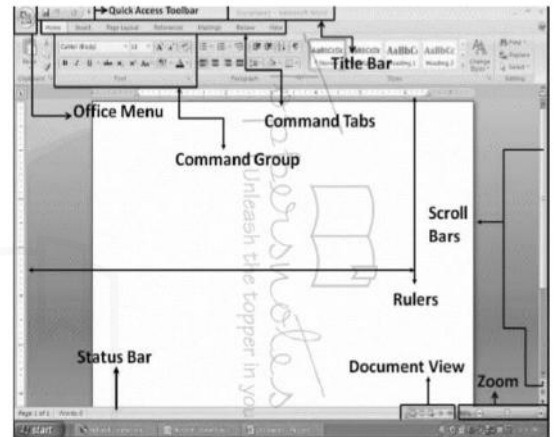 Quick Access Toolbar
Home Insert Page Layout References Mailings Review View
Calibri (Body) 11
Font
Paragraph
Styles
Editing
Heading 1
Heading 2
Change
Styles
Find
Replace
Select
Title Bar
Office Menu
Command Tabs
Command Group
toppersnotes
Unleash the topper in you
Scroll
Bars
Rulers
Status Bar
Document View
Zoom
Page 1 of 1 Words: 0
start